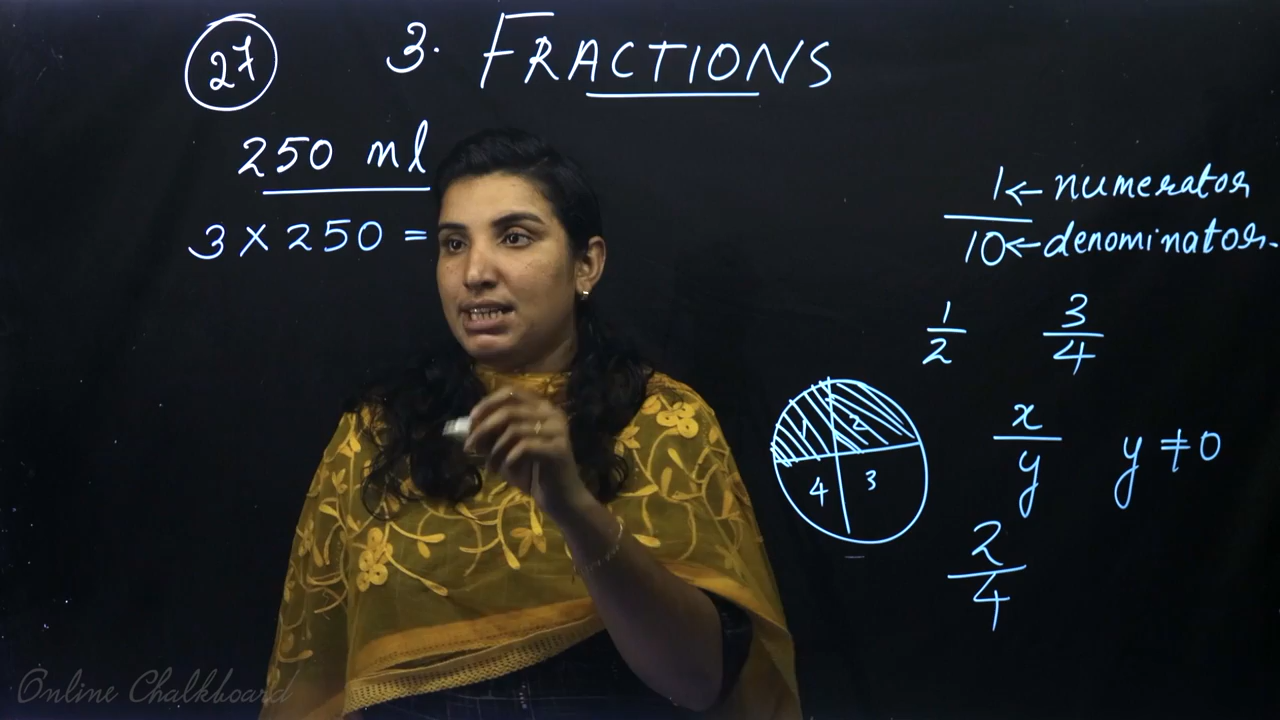 27
3. FRACTIONS
250 ml
3 × 250 =
1 ← numerator
10 ← denominator.
1/2 3/4
1 2
4 3
x/y y ≠ 0
2/4
Online Chalkboard